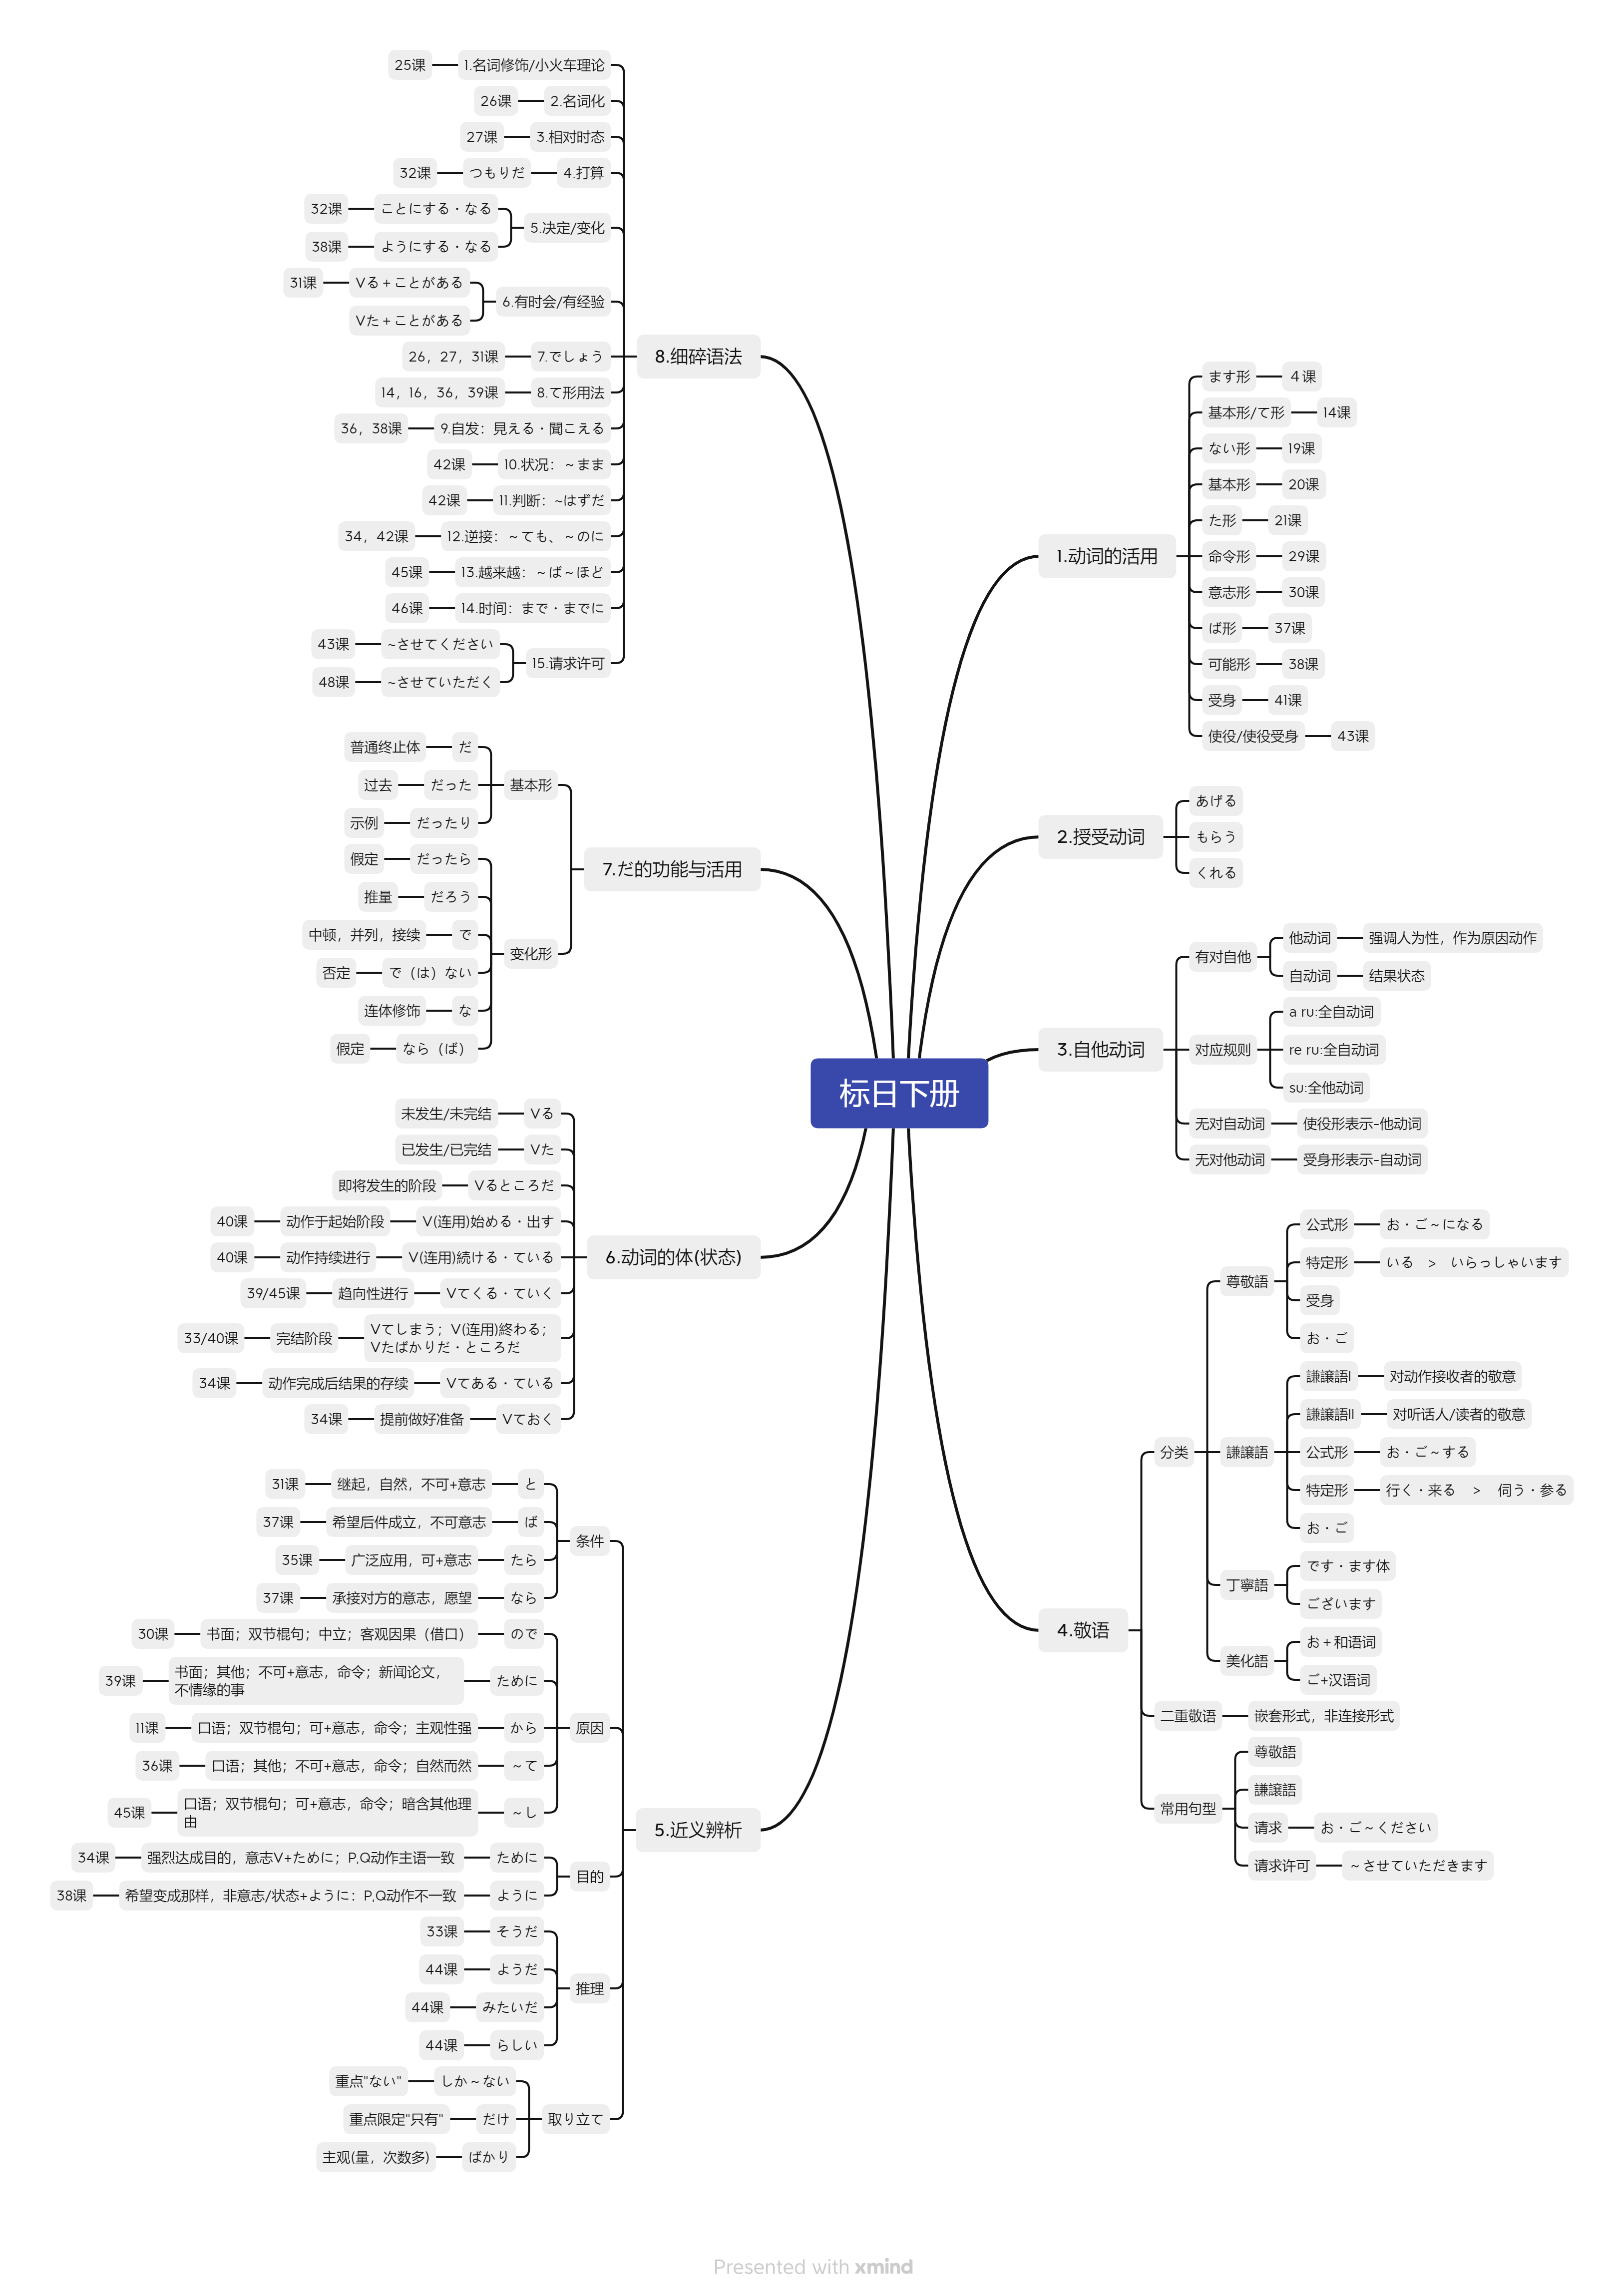 标日下册
1.动词的活用
ます形
4课
基本形/て形
14课
ない形
19课
基本形
20课
た形
21课
命令形
29课
意志形
30课
ば形
37课
可能形
38课
受身
41课
使役/使役受身
43课
2.授受动词
あげる
もらう
くれる
3.自他动词
有对自他
他动词
强调人为性，作为原因动作
自动词
结果状态
对应规则
a ru:全自动词
re ru:全自动词
su:全他动词
无对自动词
使役形表示-他动词
无对他动词
受身形表示-自动词
4.敬语
分类
尊敬語
公式形
お・ご～になる
特定形
いる　>　いらっしゃいます
受身
お・ご
謙譲語
謙譲語I
对动作接收者的敬意
謙譲語II
对听话人/读者的敬意
公式形
お・ご～する
特定形
行く・来る　>　伺う・参る
お・ご
丁寧語
です・ます体
ございます
美化語
お＋和语词
ご+汉语词
二重敬语
嵌套形式，非连接形式
常用句型
尊敬語
謙譲語
请求
お・ご～ください
请求许可
～させていただきます
5.近义辨析
条件
と
继起，自然，不可+意志
31课
ば
希望后件成立，不可意志
37课
たら
广泛应用，可+意志
35课
なら
承接对方的意志，愿望
37课
原因
ので
书面；双节棍句；中立；客观因果（借口）
30课
ために
书面；其他；不可+意志，命令；新闻论文，
不情缘的事
39课
から
口语；双节棍句；可+意志，命令；主观性强
11课
～て
口语；其他；不可+意志，命令；自然而然
36课
～し
口语；双节棍句；可+意志，命令；暗含其他理
由
45课
目的
ために
强烈达成目的，意志V+ために；P,Q动作主语一致
34课
ように
希望变成那样，非意志/状态+ように：P,Q动作不一致
38课
推理
そうだ
33课
ようだ
44课
みたいだ
44课
らしい
44课
取り立て
しか～ない
重点"ない"
だけ
重点限定"只有"
ばかり
主观(量，次数多)
6.动词的体(状态)
Vる
未发生/未完结
Vた
已发生/已完结
Vるところだ
即将发生的阶段
V(连用)始める・出す
动作于起始阶段
40课
V(连用)続ける・ている
动作持续进行
40课
Vてくる・ていく
趋向性进行
39/45课
Vてしまう；V(连用)終わる；
Vたばかりだ・ところだ
完结阶段
33/40课
Vてある・ている
动作完成后结果的存续
34课
Vておく
提前做好准备
34课
7.だ的功能与活用
基本形
だ
普通终止体
だった
过去
だったり
示例
变化形
だったら
假定
だろう
推量
で
中顿，并列，接续
で（は）ない
否定
な
连体修饰
なら（ば）
假定
8.细碎语法
1.名词修饰/小火车理论
25课
2.名词化
26课
3.相对时态
27课
4.打算
つもりだ
32课
5.决定/变化
ことにする・なる
32课
ようにする・なる
38课
6.有时会/有经验
Vる＋ことがある
31课
Vた＋ことがある
7.でしょう
26，27，31课
8.て形用法
14，16，36，39课
9.自发：見える・聞こえる
36，38课
10.状况：～まま
42课
11.判断：~はずだ
42课
12.逆接：～ても、～のに
34，42课
13.越来越：～ば～ほど
45课
14.时间：まで・までに
46课
15.请求许可
~させてください
43课
~させていただく
48课
Presented with xmind